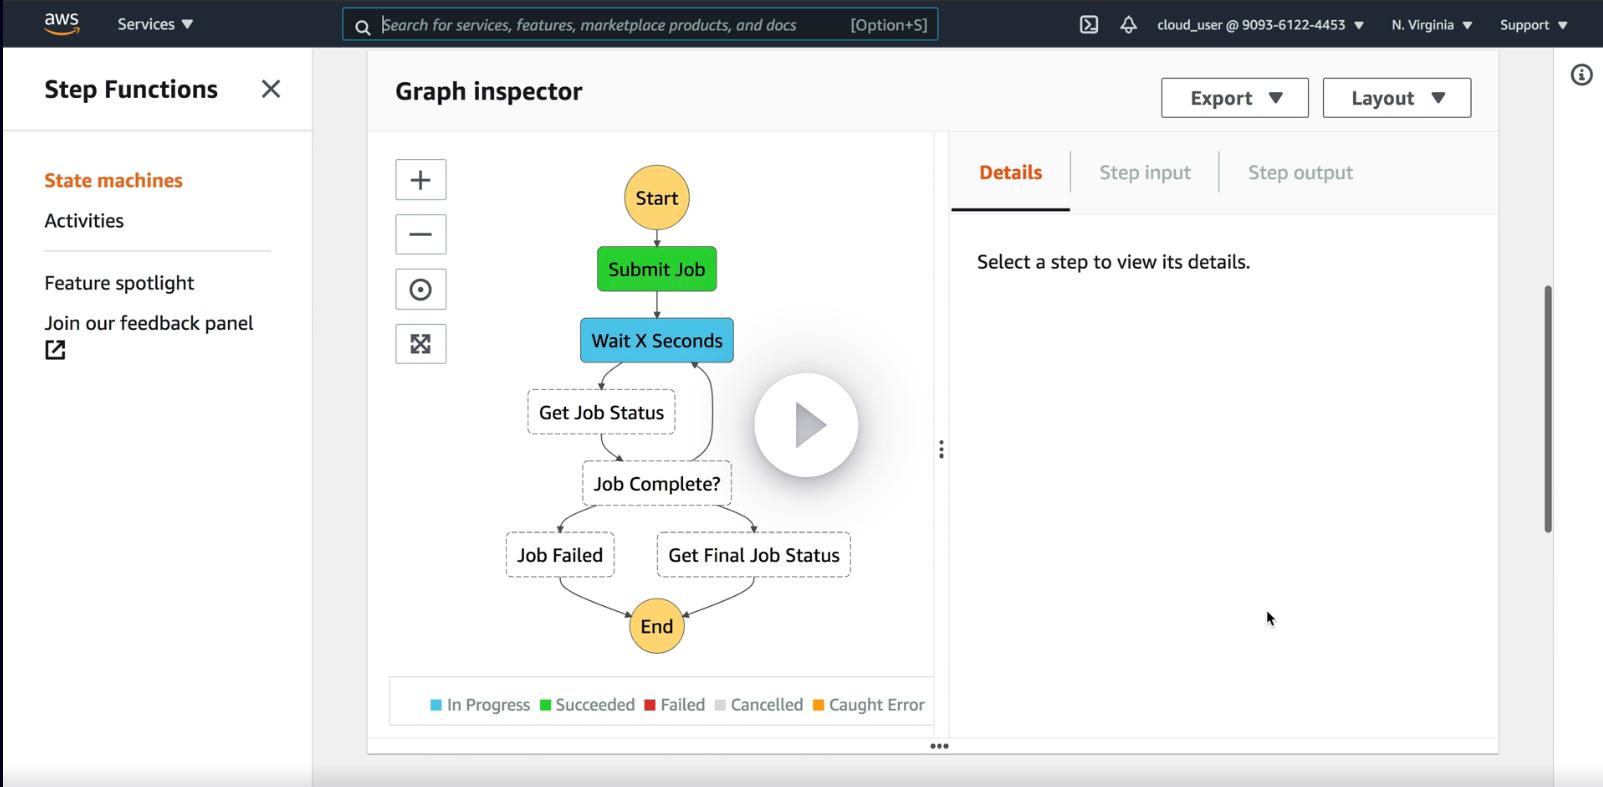 aws
Services
Search for services, features, marketplace products, and docs
[Option+S]
cloud_user @ 9093-6122-4453
N. Virginia
Support
Step Functions
State machines
Activities
Feature spotlight
Join our feedback panel
Graph inspector
Export
Layout
Start
Submit Job
Wait X Seconds
Get Job Status
Job Complete?
Job Failed
Get Final Job Status
End
In Progress
Succeeded
Failed
Cancelled
Caught Error
Details
Step input
Step output
Select a step to view its details.